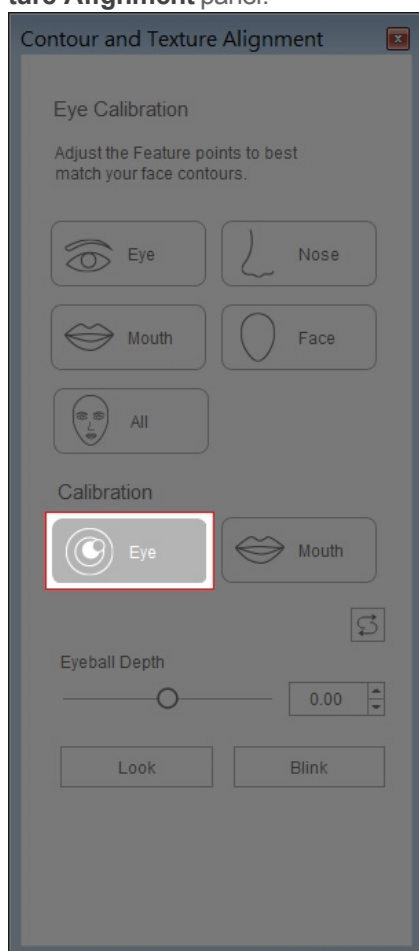 ture Alignment panel.
Contour and Texture Alignment
x
Eye Calibration
Adjust the Feature points to best
match your face contours.
Eye
Nose
Mouth
Face
All
Calibration
Eye
Mouth
Eyeball Depth
0.00
Look
Blink